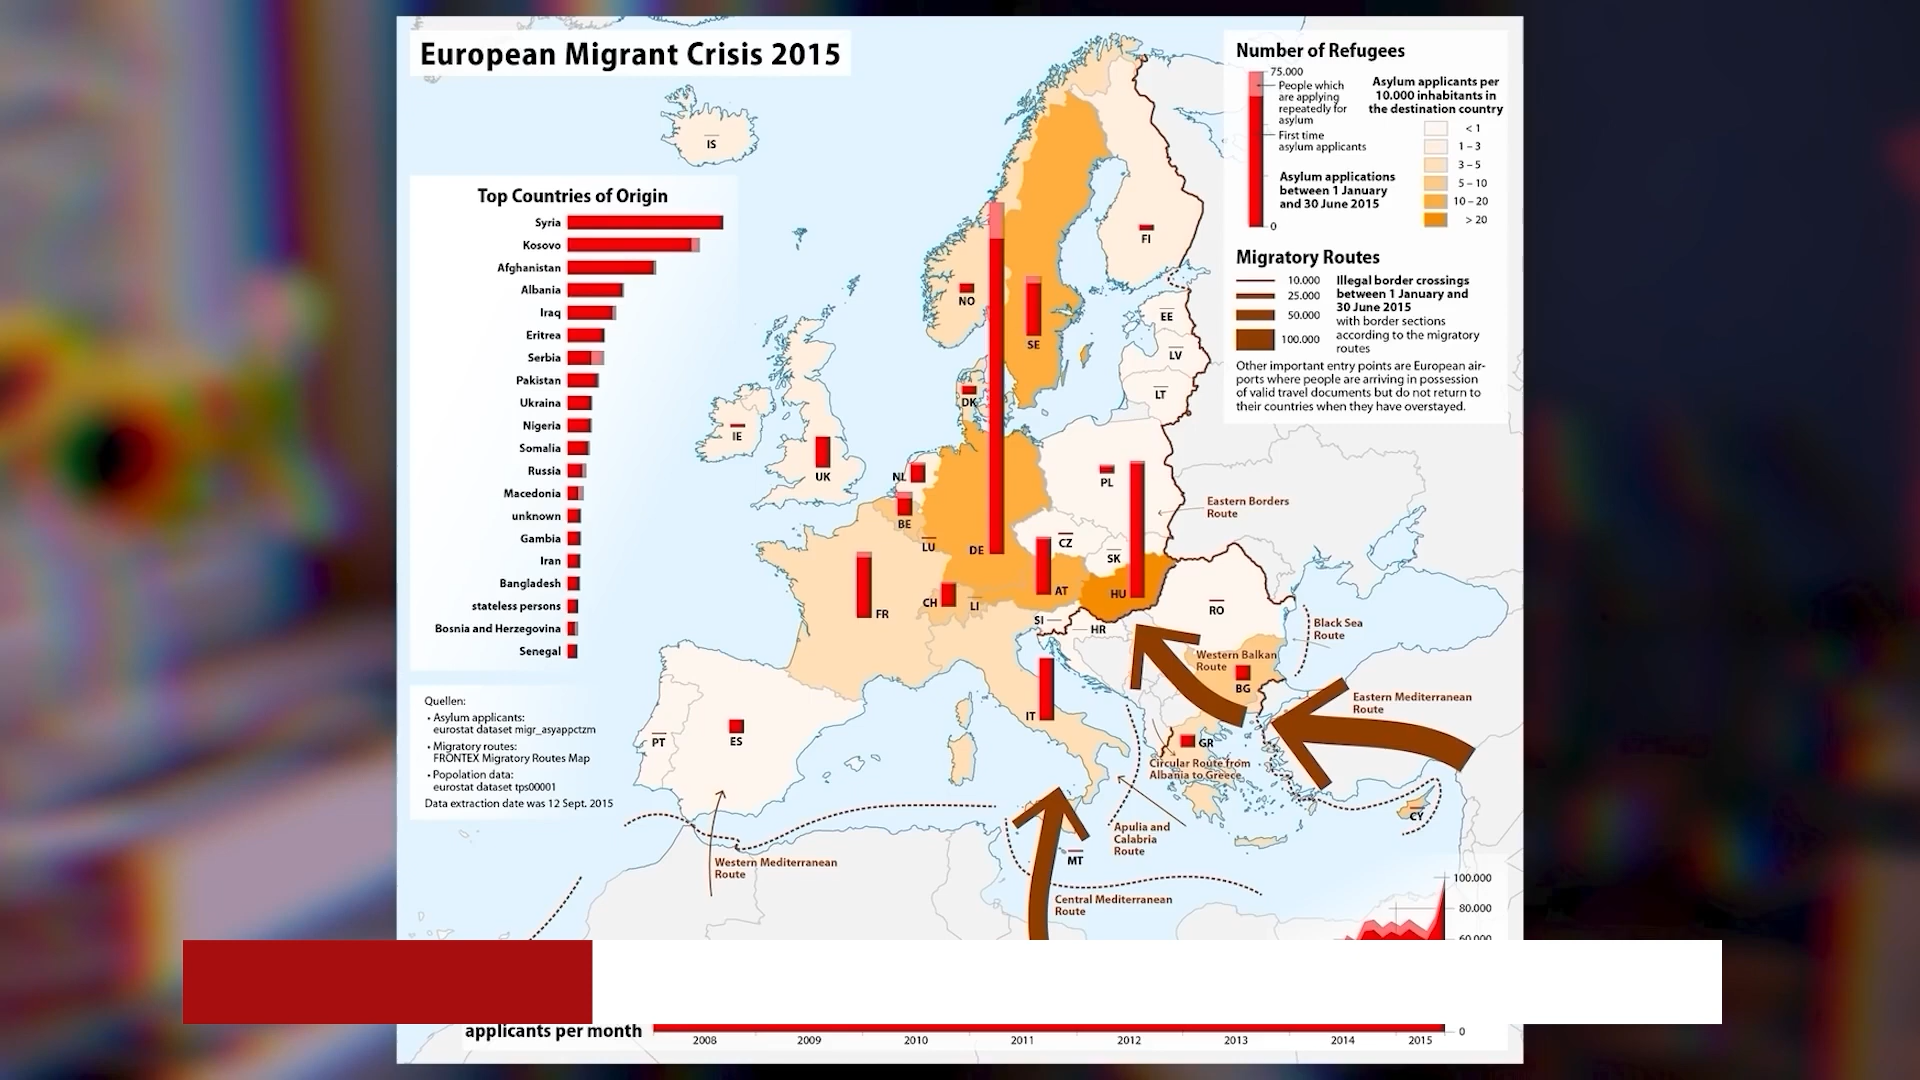 European Migrant Crisis 2015
Number of Refugees
75.000
People which
are applying
repeatedly for
asylum
First time
asylum applicants
Asylum applications
between 1 January
and 30 June 2015
0
Asylum applicants per
10.000 inhabitants in
the destination country
< 1
1 – 3
3 – 5
5 – 10
10 – 20
> 20
Migratory Routes
10.000
25.000
50.000
100.000
Illegal border crossings
between 1 January and
30 June 2015
with border sections
according to the migratory
routes
Other important entry points are European air-
ports where people are arriving in possession
of valid travel documents but do not return to
their countries when they have overstayed.
Top Countries of Origin
Syria
Kosovo
Afghanistan
Albania
Iraq
Eritrea
Serbia
Pakistan
Ukraina
Nigeria
Somalia
Russia
Macedonia
unknown
Gambia
Iran
Bangladesh
stateless persons
Bosnia and Herzegovina
Senegal
Quellen:
• Asylum applicants:
eurostat dataset migr_asyappctzm
• Migratory routes:
FRONTEX Migratory Routes Map
• Popolation data:
eurostat dataset tps00001
Data extraction date was 12 Sept. 2015
IS
FI
NO
SE
EE
LV
LT
DK
IE
UK
NL
BE
LU
DE
PL
CZ
SK
AT
HU
CH
LI
FR
SI
HR
RO
BG
IT
GR
PT
ES
MT
CY
Eastern Borders
Route
Black Sea
Route
Western Balkan
Route
Eastern Mediterranean
Route
Circular Route from
Albania to Greece
Apulia and
Calabria
Route
Western Mediterranean
Route
Central Mediterranean
Route
100.000
80.000
60.000
0
applicants per month
2008
2009
2010
2011
2012
2013
2014
2015